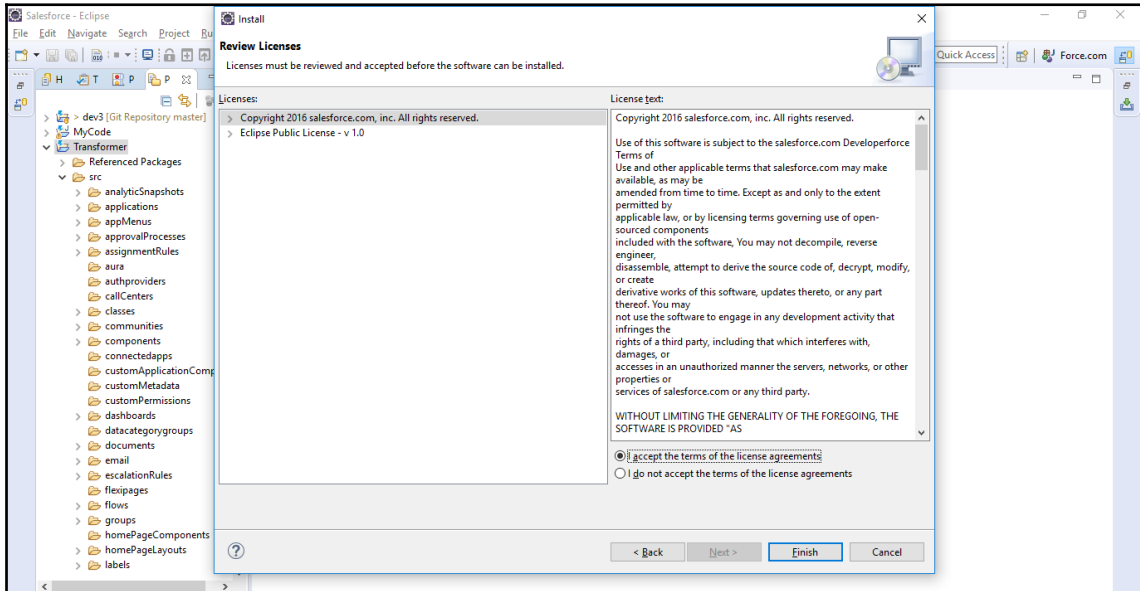 Salesforce - Eclipse
File Edit Navigate Search Project Ru
Quick Access
Force.com
H T P P
> dev3 [Git Repository master]
MyCode
Transformer
Referenced Packages
src
analyticSnapshots
applications
appMenus
approvalProcesses
assignmentRules
aura
authproviders
callCenters
classes
communities
components
connectedapps
customApplicationComp
customMetadata
customPermissions
dashboards
datacategorygroups
documents
email
escalationRules
flexipages
flows
groups
homePageComponents
homePageLayouts
labels
Install
Review Licenses
Licenses must be reviewed and accepted before the software can be installed.
Licenses:
Copyright 2016 salesforce.com, inc. All rights reserved.
Eclipse Public License - v 1.0
License text:
Copyright 2016 salesforce.com, inc. All rights reserved.
Use of this software is subject to the salesforce.com Developerforce
Terms of
Use and other applicable terms that salesforce.com may make
available, as may be
amended from time to time. Except as and only to the extent
permitted by
applicable law, or by licensing terms governing use of open-
sourced components
included with the software, You may not decompile, reverse
engineer,
disassemble, attempt to derive the source code of, decrypt, modify,
or create
derivative works of this software, updates thereto, or any part
thereof. You may
not use the software to engage in any development activity that
infringes the
rights of a third party, including that which interferes with,
damages, or
accesses in an unauthorized manner the servers, networks, or other
properties or
services of salesforce.com or any third party.
WITHOUT LIMITING THE GENERALITY OF THE FOREGOING, THE
SOFTWARE IS PROVIDED "AS
I accept the terms of the license agreements
I do not accept the terms of the license agreements
< Back Next > Finish Cancel